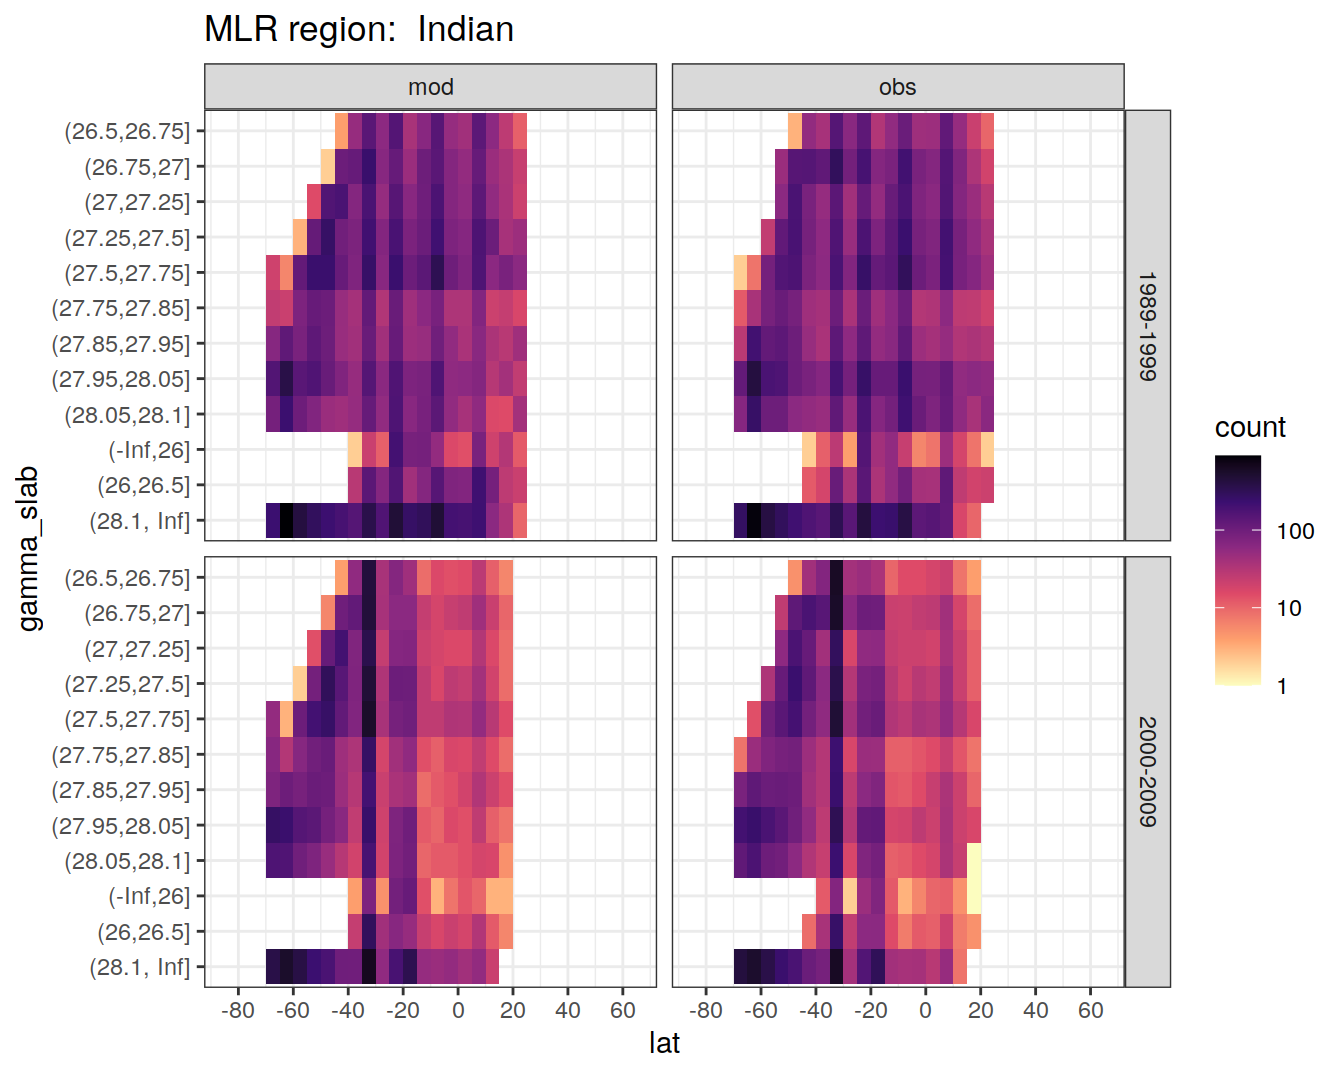 MLR region:  Indian
mod
obs
(26.5,26.75]
(26.75,27]
(27,27.25]
(27.25,27.5]
(27.5,27.75]
(27.75,27.85]
(27.85,27.95]
(27.95,28.05]
(28.05,28.1]
(-Inf,26]
(26,26.5]
(28.1, Inf]
1989-1999
(26.5,26.75]
(26.75,27]
(27,27.25]
(27.25,27.5]
(27.5,27.75]
(27.75,27.85]
(27.85,27.95]
(27.95,28.05]
(28.05,28.1]
(-Inf,26]
(26,26.5]
(28.1, Inf]
2000-2009
gamma_slab
-80 -60 -40 -20 0 20 40 60
-80 -60 -40 -20 0 20 40 60
lat
count
100
10
1